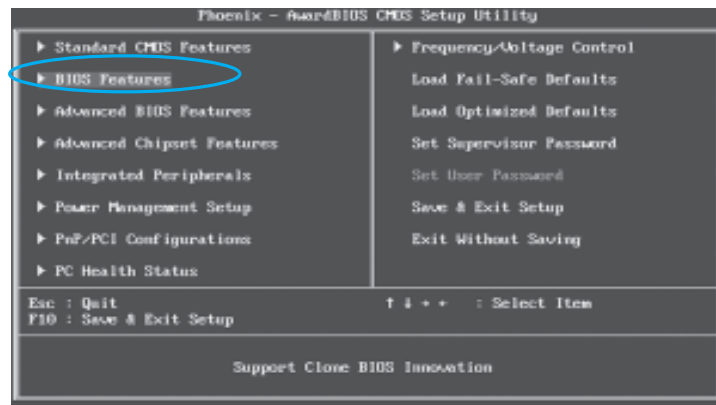 Phoenix - AwardBIOS CMOS Setup Utility
▶ Standard CMOS Features
▶ BIOS Features
▶ Advanced BIOS Features
▶ Advanced Chipset Features
▶ Integrated Peripherals
▶ Power Management Setup
▶ PnP/PCI Configurations
▶ PC Health Status
▶ Frequency/Voltage Control
Load Fail-Safe Defaults
Load Optimized Defaults
Set Supervisor Password
Set User Password
Save & Exit Setup
Exit Without Saving
Esc : Quit
F10 : Save & Exit Setup
↑ ↓ → ← : Select Item
Support Clone BIOS Innovation